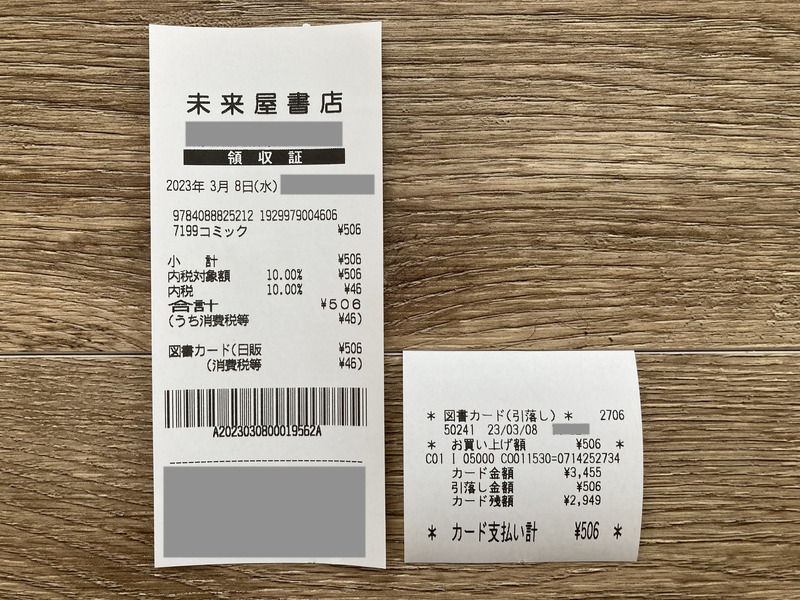 未来屋書店
領収証
2023年 3月 8日(水)
9784088825212 1929979004606
7199コミック ¥506
小 計 ¥506
内税対象額 10.00% ¥506
内税 10.00% ¥46
合計 ¥506
(うち消費税等 ¥46)
図書カード(日販 ¥506
(消費税等 ¥46)
A2023030800019562A
* 図書カード(引落し) * 2706
50241 23/03/08
* お買い上げ額 ¥506 *
C01 | 05000 C0011530=0714252734
カード金額 ¥3,455
引落し金額 ¥506
カード残額 ¥2,949
* カード支払い計 ¥506 *